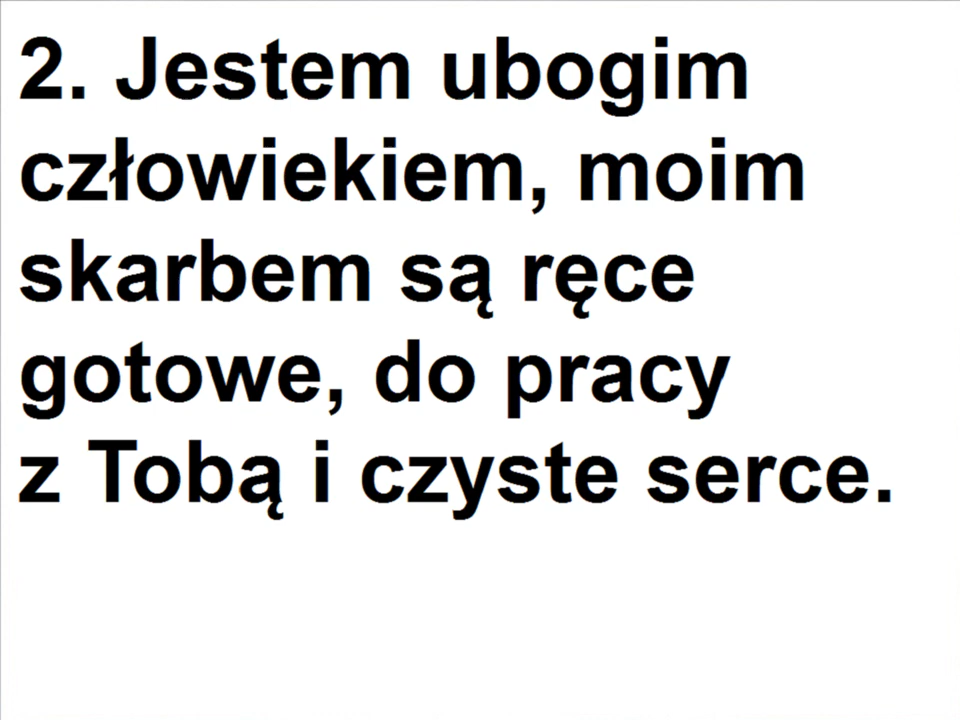 2. Jestem ubogim
człowiekiem, moim
skarbem są ręce
gotowe, do pracy
z Tobą i czyste serce.